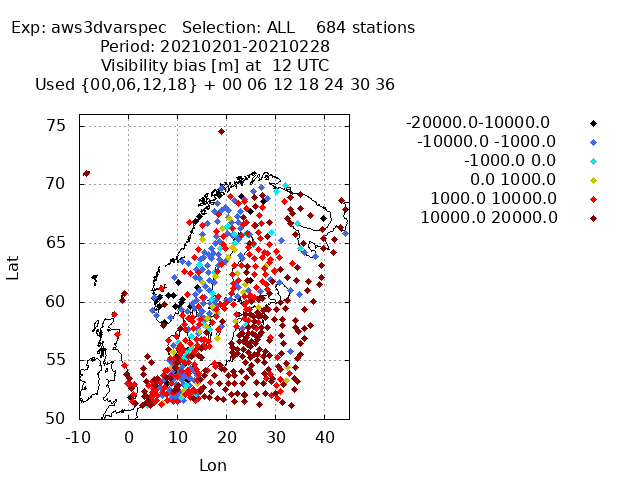 Exp: aws3dvarspec   Selection: ALL    684 stations
Period: 20210201-20210228
Visibility bias [m] at  12 UTC
Used {00,06,12,18} + 00 06 12 18 24 30 36
-20000.0-10000.0
-10000.0 -1000.0
-1000.0 0.0
0.0 1000.0
1000.0 10000.0
10000.0 20000.0
75
70
65
60
55
50
Lat
-10 0 10 20 30 40
Lon